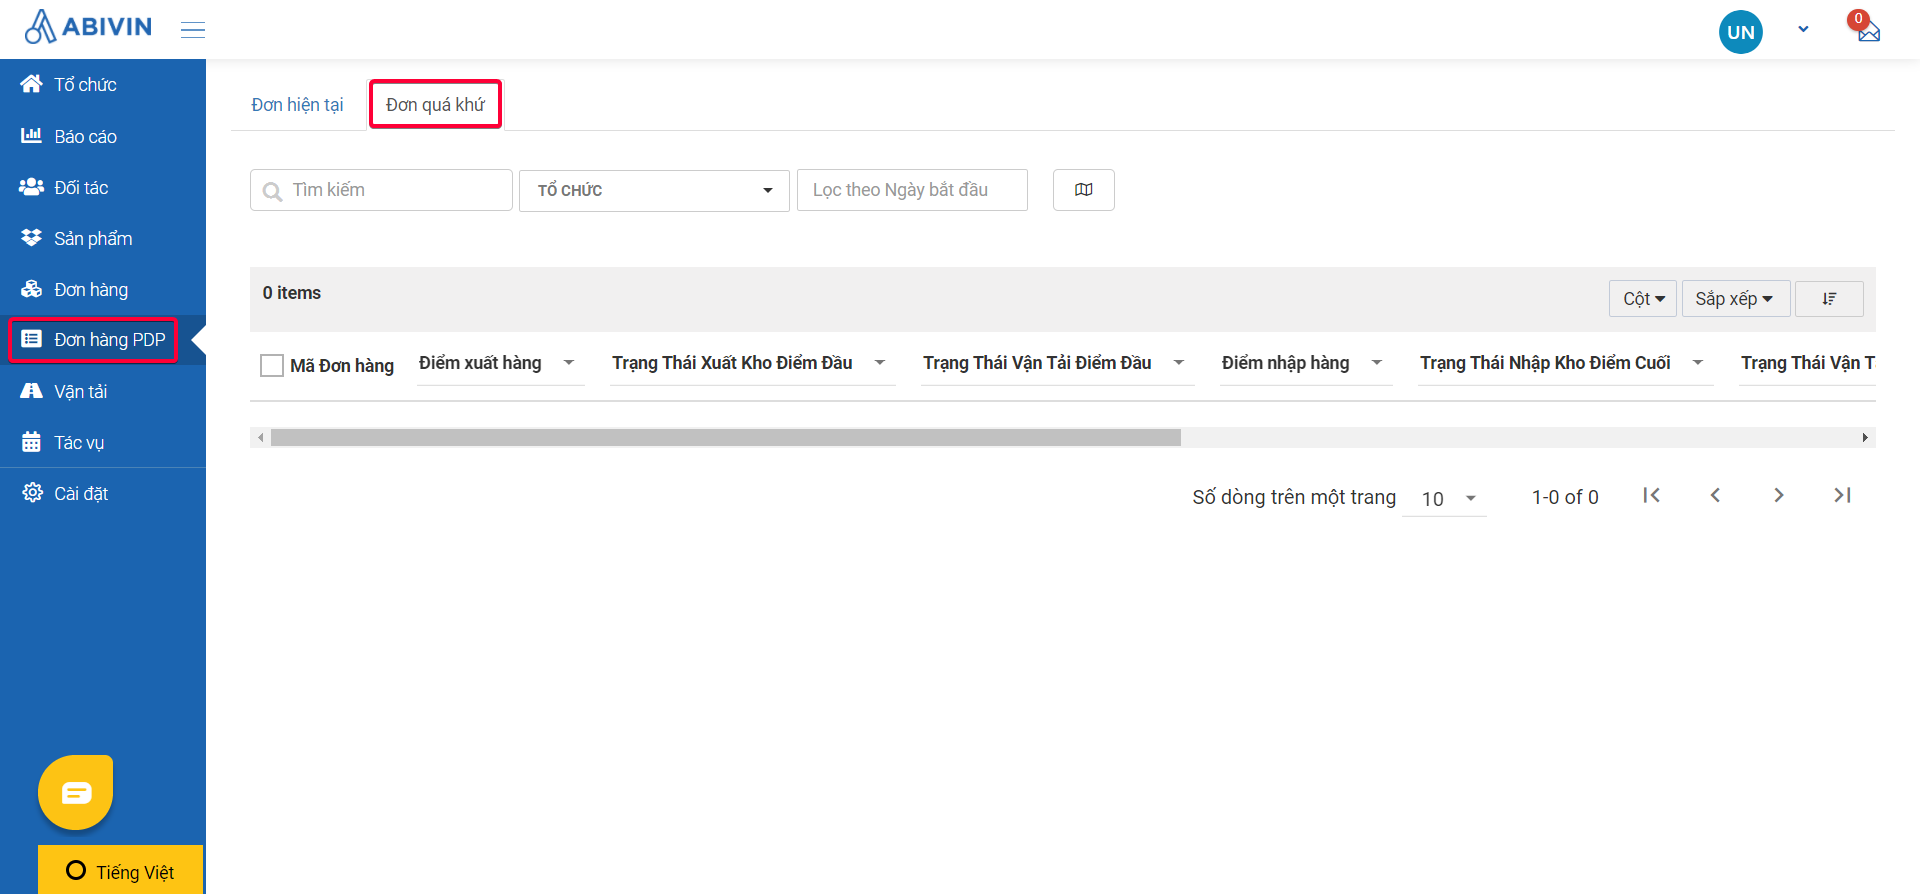 ABIVIN
UN
0
Tổ chức
Báo cáo
Đối tác
Sản phẩm
Đơn hàng
Đơn hàng PDP
Vận tải
Tác vụ
Cài đặt
Tiếng Việt
Đơn hiện tại
Đơn quá khứ
Tìm kiếm
TỔ CHỨC
Lọc theo Ngày bắt đầu
0 items
Cột
Sắp xếp
Mã Đơn hàng
Điểm xuất hàng
Trạng Thái Xuất Kho Điểm Đầu
Trạng Thái Vận Tải Điểm Đầu
Điểm nhập hàng
Trạng Thái Nhập Kho Điểm Cuối
Trạng Thái Vận T
Số dòng trên một trang
10
1-0 of 0